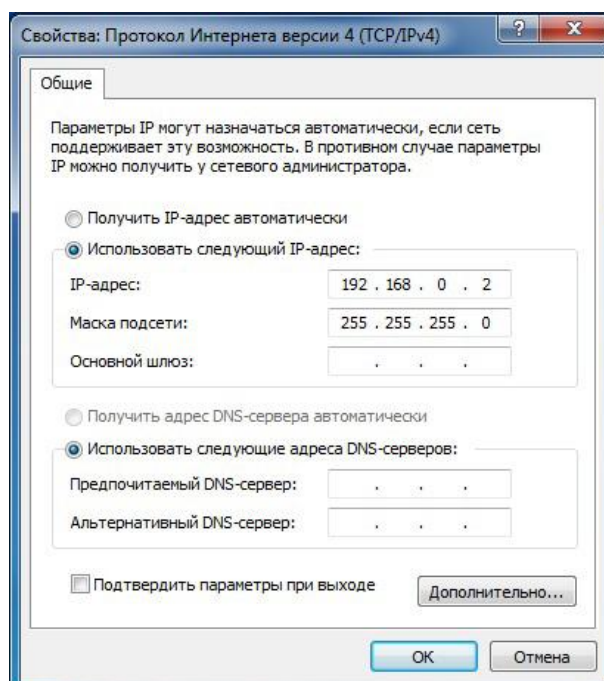 Свойства: Протокол Интернета версии 4 (TCP/IPv4)
Общие
Параметры IP могут назначаться автоматически, если сеть
поддерживает эту возможность. В противном случае параметры
IP можно получить у сетевого администратора.
Получить IP-адрес автоматически
Использовать следующий IP-адрес:
IP-адрес: 192 . 168 . 0 . 2
Маска подсети: 255 . 255 . 255 . 0
Основной шлюз: . . .
Получить адрес DNS-сервера автоматически
Использовать следующие адреса DNS-серверов:
Предпочитаемый DNS-сервер: . . .
Альтернативный DNS-сервер: . . .
Подтвердить параметры при выходе
Дополнительно...
OK Отмена